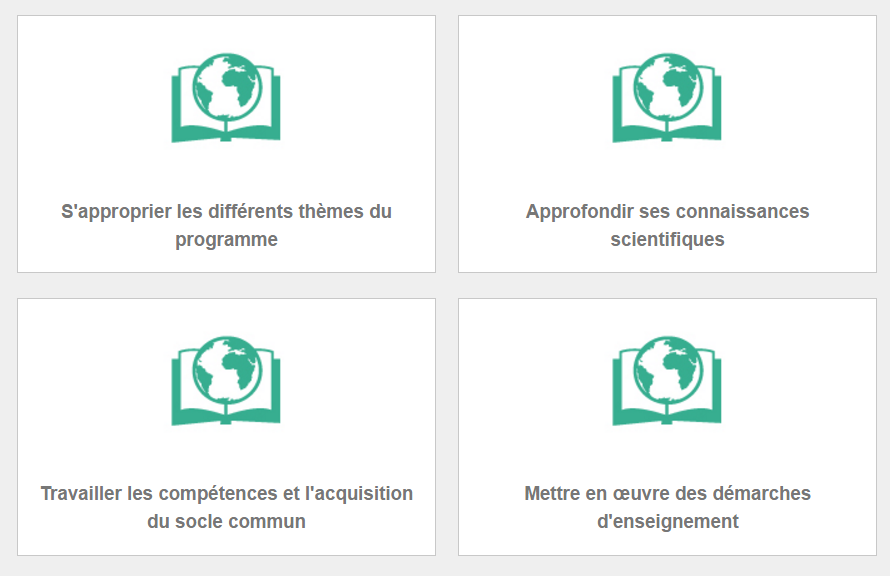 S'approprier les différents thèmes du
programme
Approfondir ses connaissances
scientifiques
Travailler les compétences et l'acquisition
du socle commun
Mettre en œuvre des démarches
d'enseignement